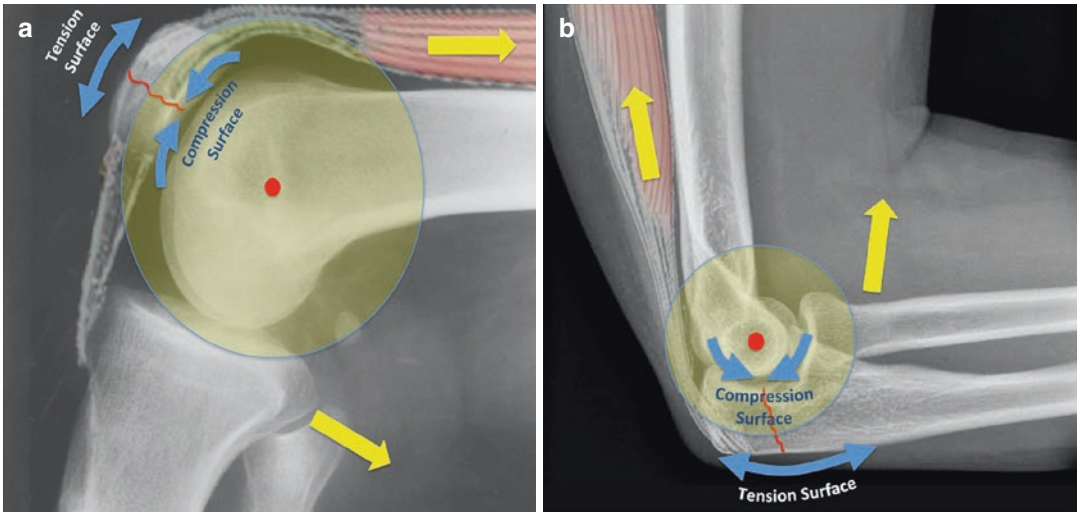 a
Tension
Surface
Compression
Surface
b
Compression
Surface
Tension Surface